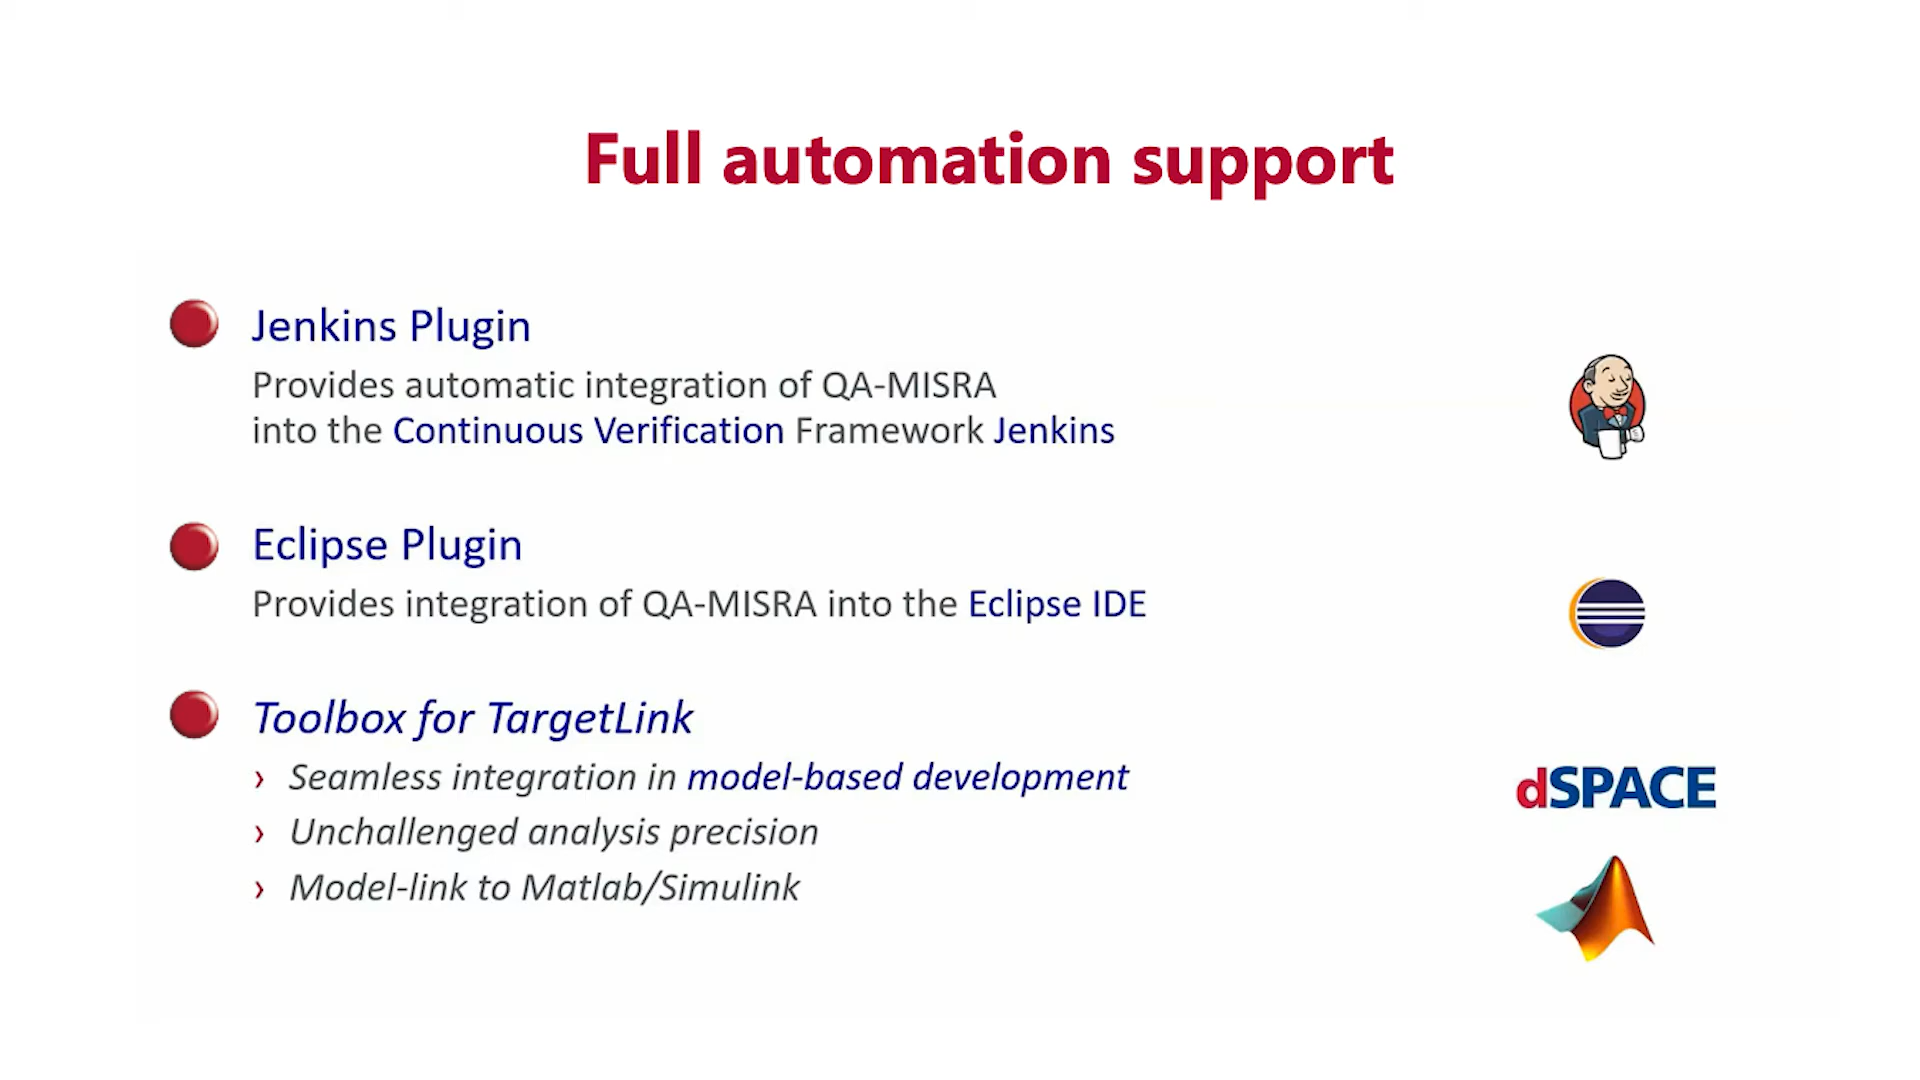 Full automation support
Jenkins Plugin
Provides automatic integration of QA-MISRA
into the Continuous Verification Framework Jenkins
Eclipse Plugin
Provides integration of QA-MISRA into the Eclipse IDE
Toolbox for TargetLink
› Seamless integration in model-based development
dSPACE
› Unchallenged analysis precision
› Model-link to Matlab/Simulink